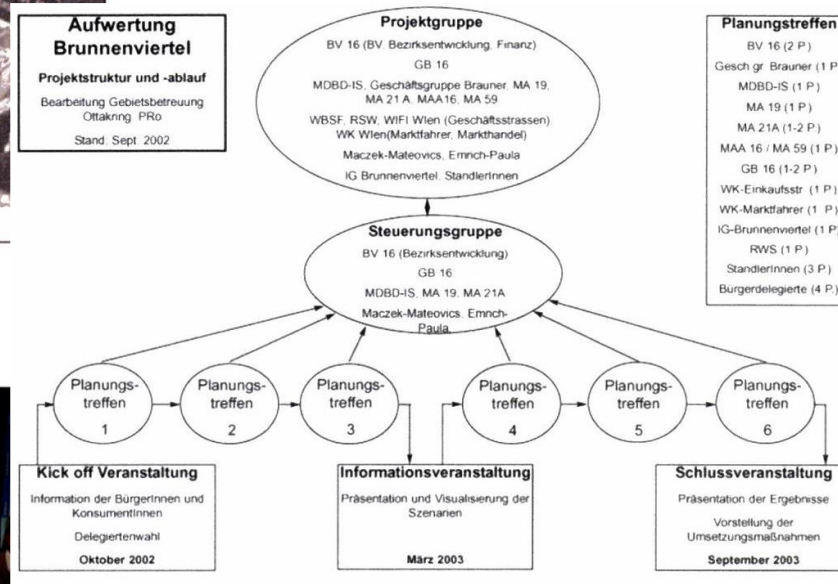 Aufwertung
Brunnenviertel
Projektstruktur und -ablauf
Bearbeitung Gebietsbetreuung
Ottakring, PRo
Stand: Sept. 2002
Projektgruppe
BV 16 (BV, Bezirksentwicklung, Finanz)
GB 16
MDBD-IS, Geschäftsgruppe Brauner, MA 19,
MA 21 A, MAA16, MA 59
WBSF, RSW, WIFI Wien (Geschäftsstrassen),
WK Wien(Marktfahrer, Markthandel)
Maczek-Mateovics, Emrich-Paula
IG Brunnenviertel, StandlerInnen
Planungstreffen
BV 16 (2 P.)
Gesch.gr. Brauner (1 P
MDBD-IS (1 P.)
MA 19 (1 P.)
MA 21A (1-2 P.)
MAA 16 / MA 59 (1 P.)
GB 16 (1-2 P.)
WK-Einkaufsstr. (1 P.)
WK-Marktfahrer (1 P.)
IG-Brunnenviertel (1 P
RWS (1 P.)
StandlerInnen (3 P.)
Bürgerdelegierte (4 P.)
Steuerungsgruppe
BV 16 (Bezirksentwicklung)
GB 16
MDBD-IS, MA 19, MA 21A
Maczek-Mateovics, Emrich-
Paula,
Planungs-
treffen
1
Planungs-
treffen
2
Planungs-
treffen
3
Planungs-
treffen
4
Planungs-
treffen
5
Planungs-
treffen
6
Kick off Veranstaltung
Information der BürgerInnen und
KonsumentInnen
Delegiertenwahl
Oktober 2002
Informationsveranstaltung
Präsentation und Visualisierung der
Szenarien
März 2003
Schlussveranstaltung
Präsentation der Ergebnisse
Vorstellung der
Umsetzungsmaßnahmen
September 2003